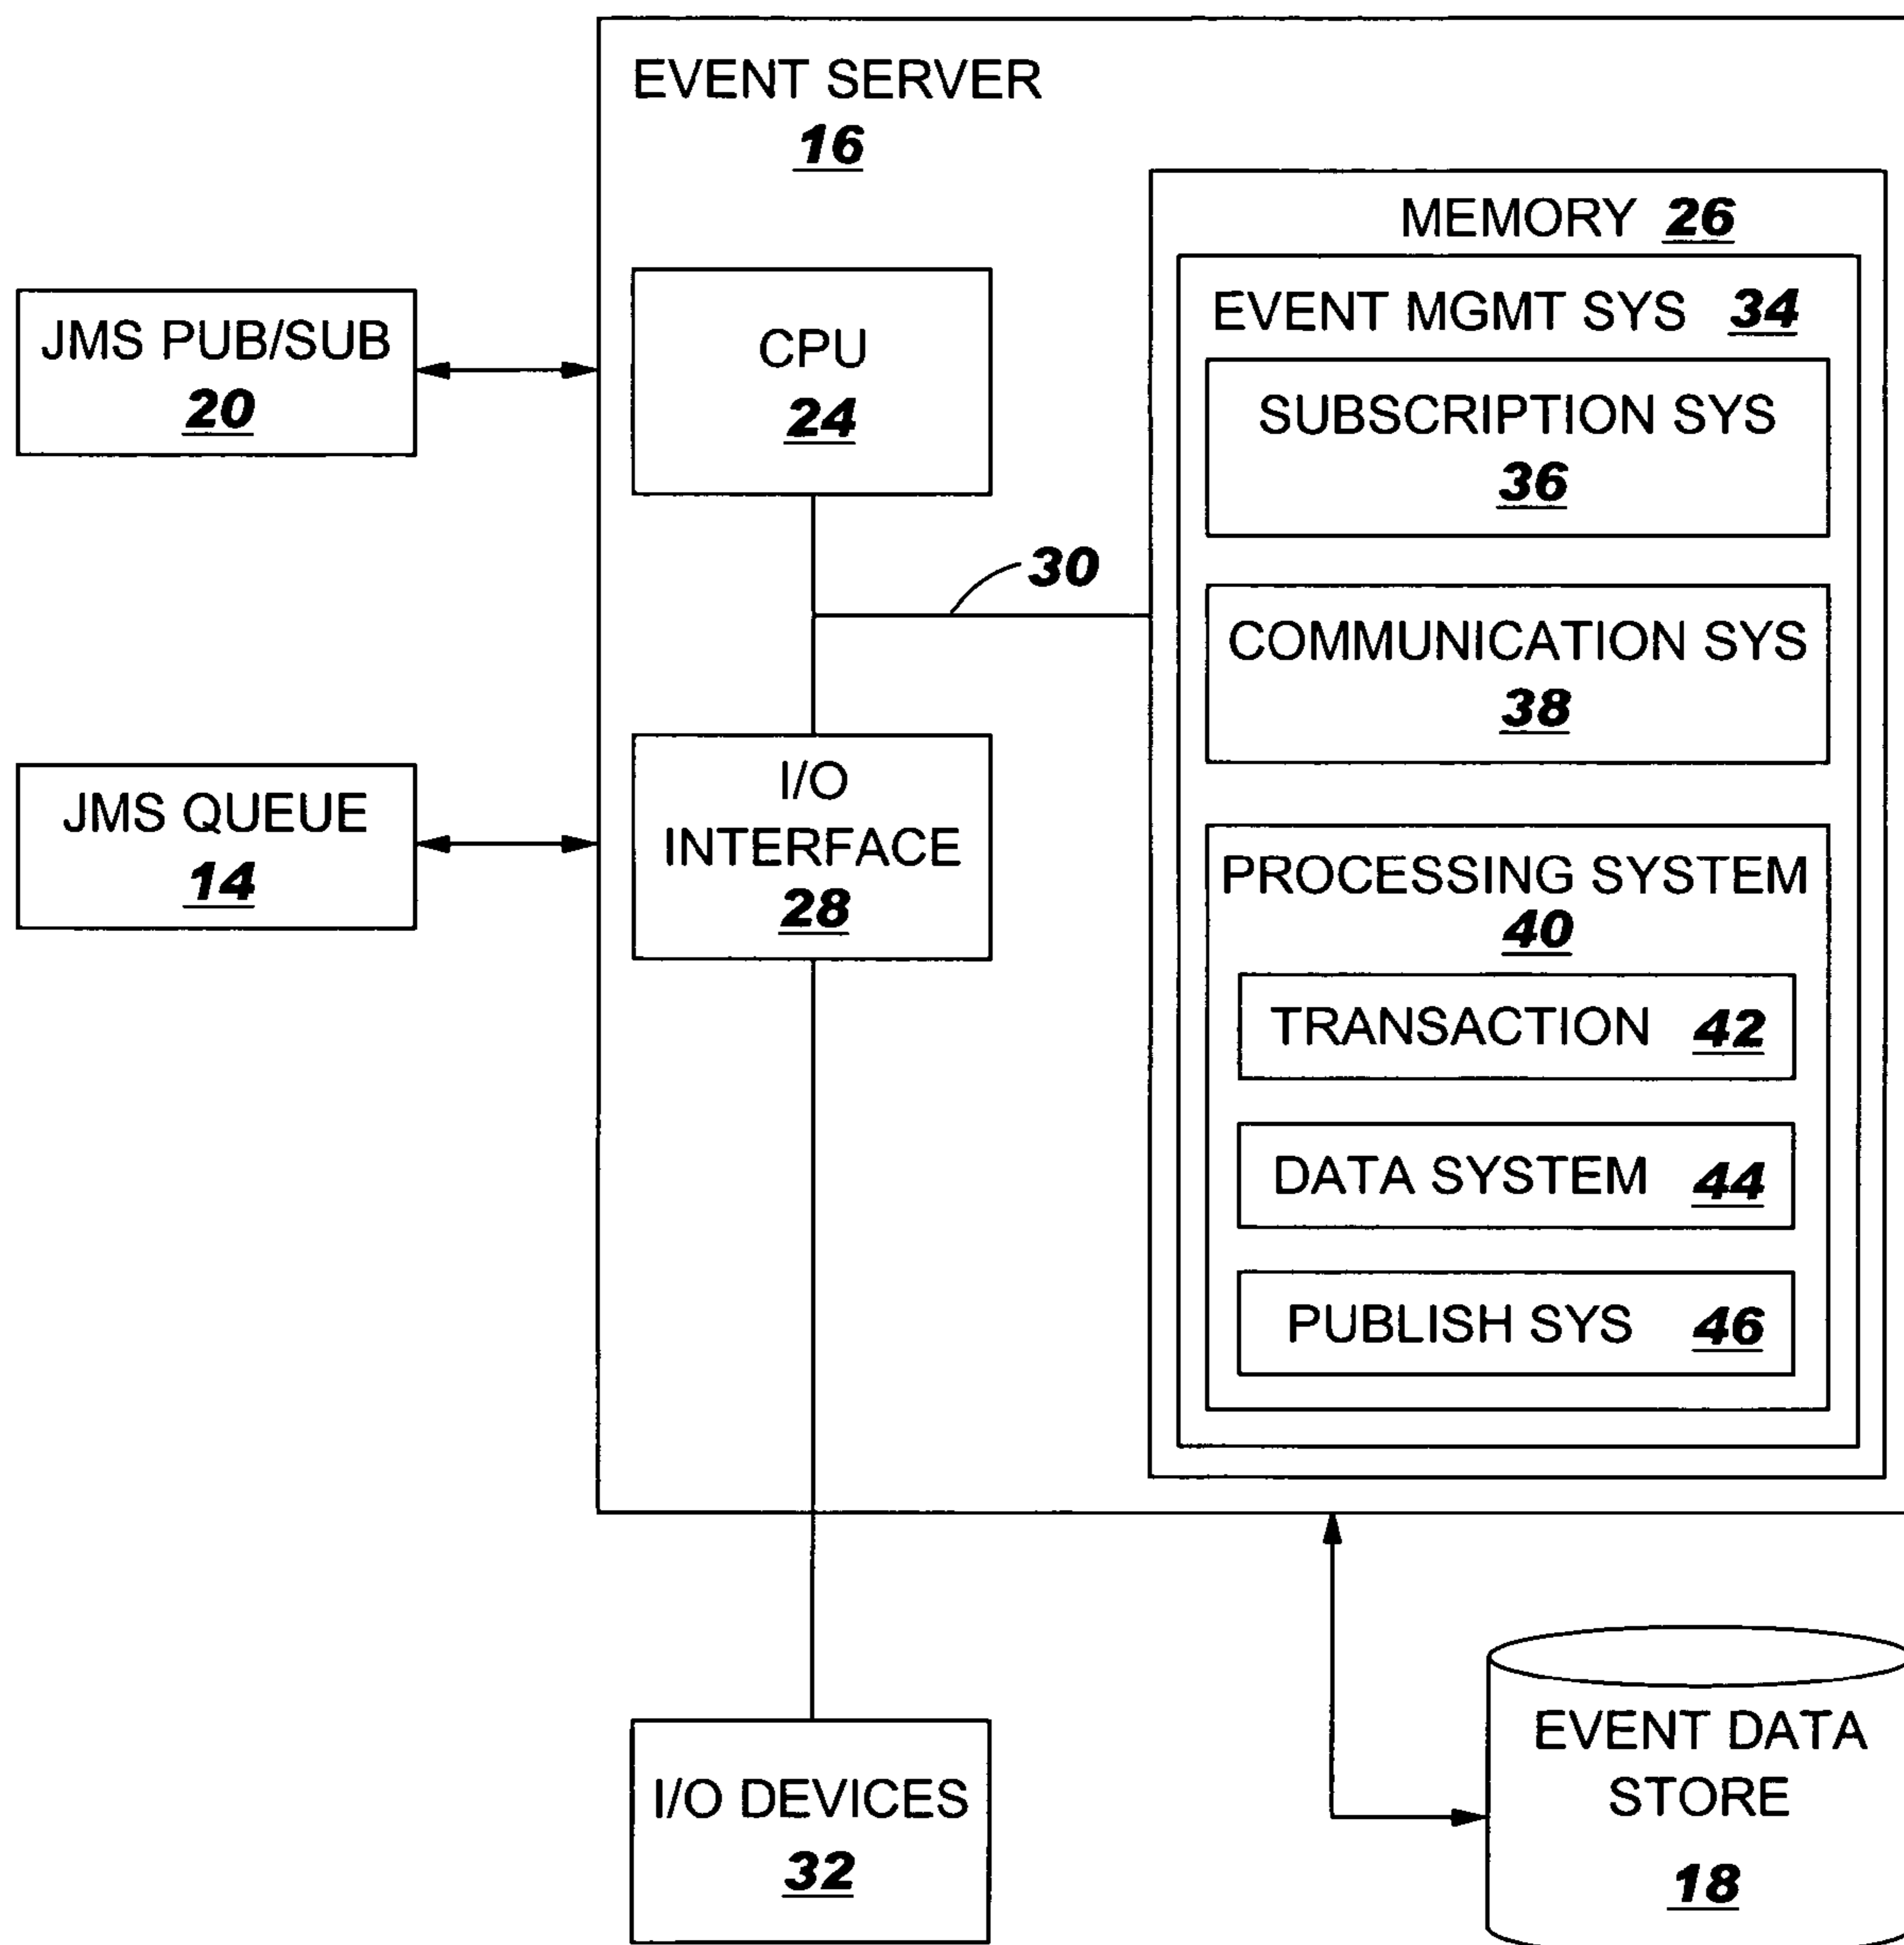 EVENT SERVER
16
MEMORY 26
EVENT MGMT SYS 34
JMS PUB/SUB
20
CPU
24
SUBSCRIPTION SYS
36
30
COMMUNICATION SYS
38
JMS QUEUE
14
I/O
INTERFACE
28
PROCESSING SYSTEM
40
TRANSACTION 42
DATA SYSTEM 44
PUBLISH SYS 46
I/O DEVICES
32
EVENT DATA
STORE
18